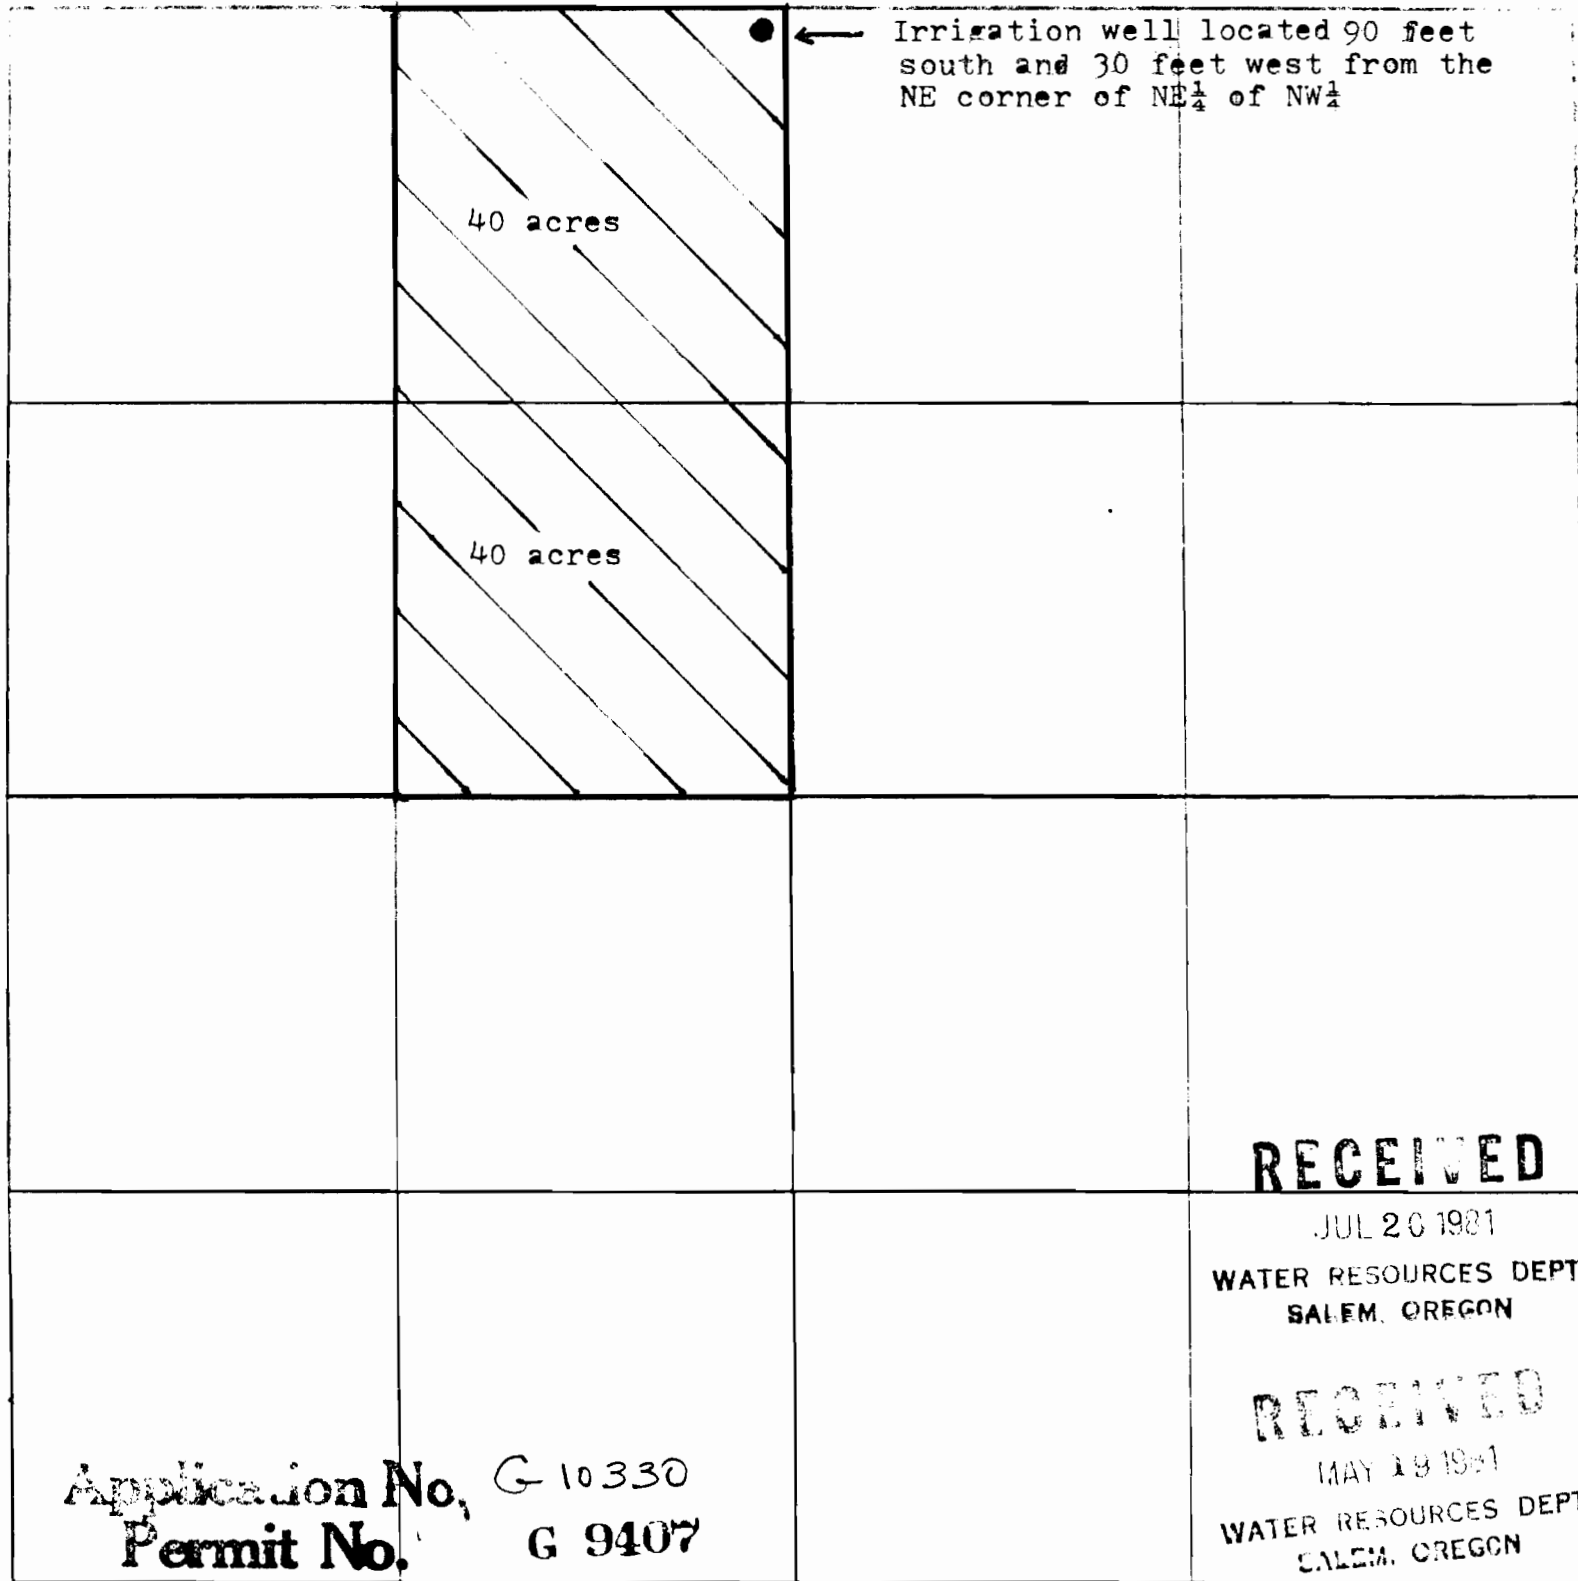 Irrigation well located 90 feet
south and 30 feet west from the
NE corner of NE¼ of NW¼
40 acres
40 acres
RECEIVED
JUL 20 1981
WATER RESOURCES DEPT
SALEM, OREGON
RECEIVED
MAY 19 1981
WATER RESOURCES DEPT
SALEM, OREGON
Application No. G 10330
Permit No. G 9407